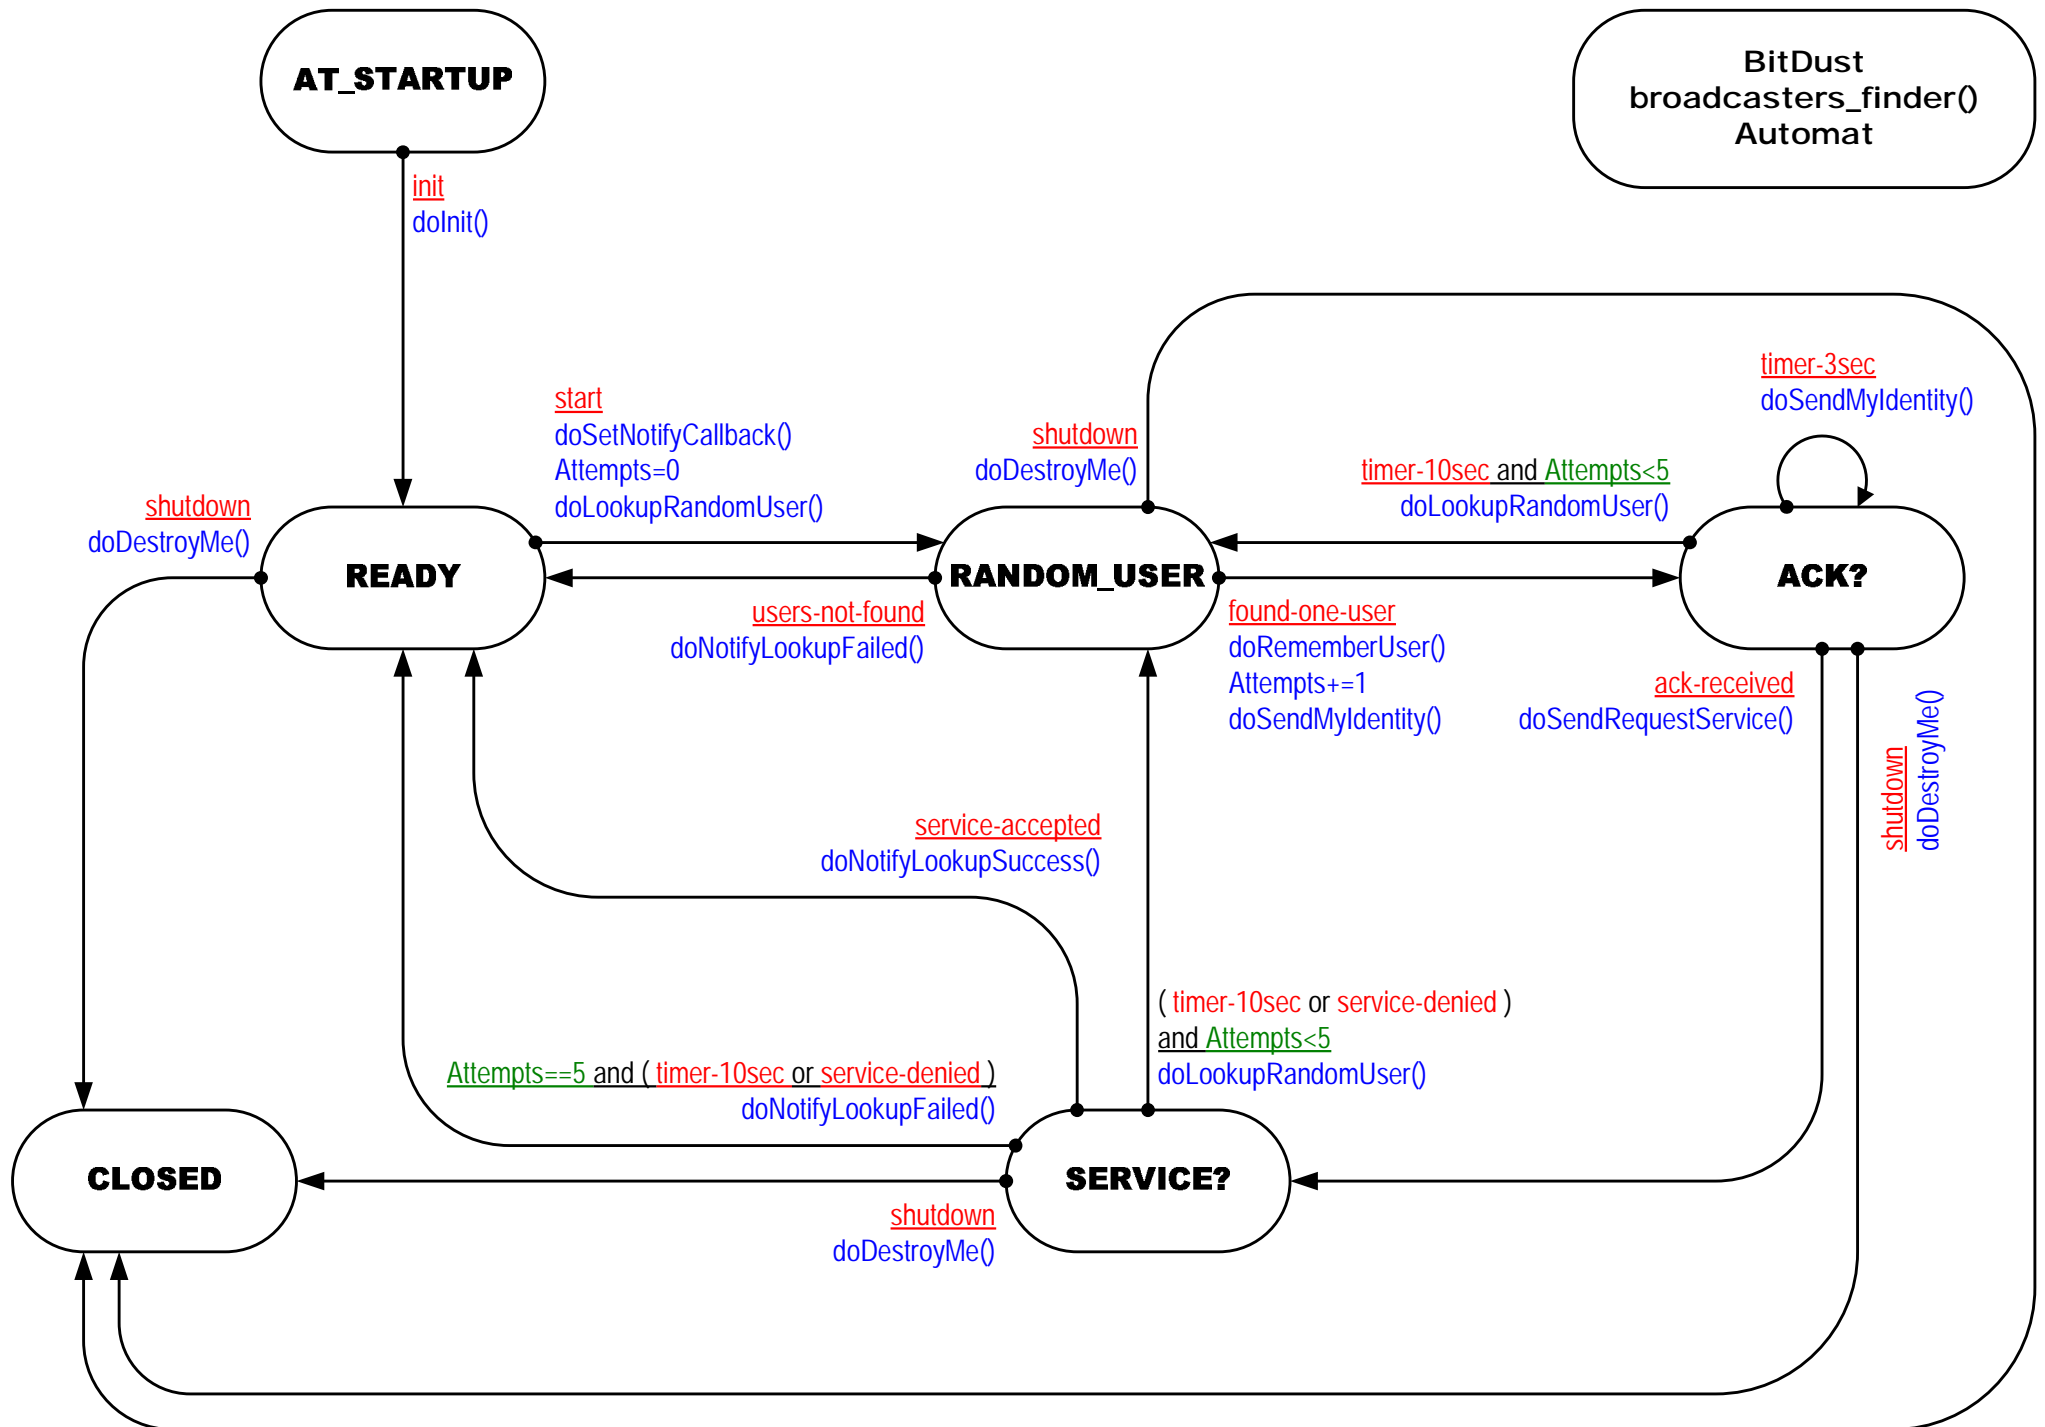 AT_STARTUP
BitDust
broadcasters_finder()
Automat
init
doInit()
start
doSetNotifyCallback()
Attempts=0
doLookupRandomUser()
shutdown
doDestroyMe()
timer-3sec
doSendMyIdentity()
timer-10sec and Attempts<5
doLookupRandomUser()
shutdown
doDestroyMe()
READY
RANDOM_USER
ACK?
users-not-found
doNotifyLookupFailed()
found-one-user
doRememberUser()
Attempts+=1
doSendMyIdentity()
ack-received
doSendRequestService()
shutdown
doDestroyMe()
service-accepted
doNotifyLookupSuccess()
( timer-10sec or service-denied )
and Attempts<5
doLookupRandomUser()
Attempts==5 and ( timer-10sec or service-denied )
doNotifyLookupFailed()
CLOSED
SERVICE?
shutdown
doDestroyMe()